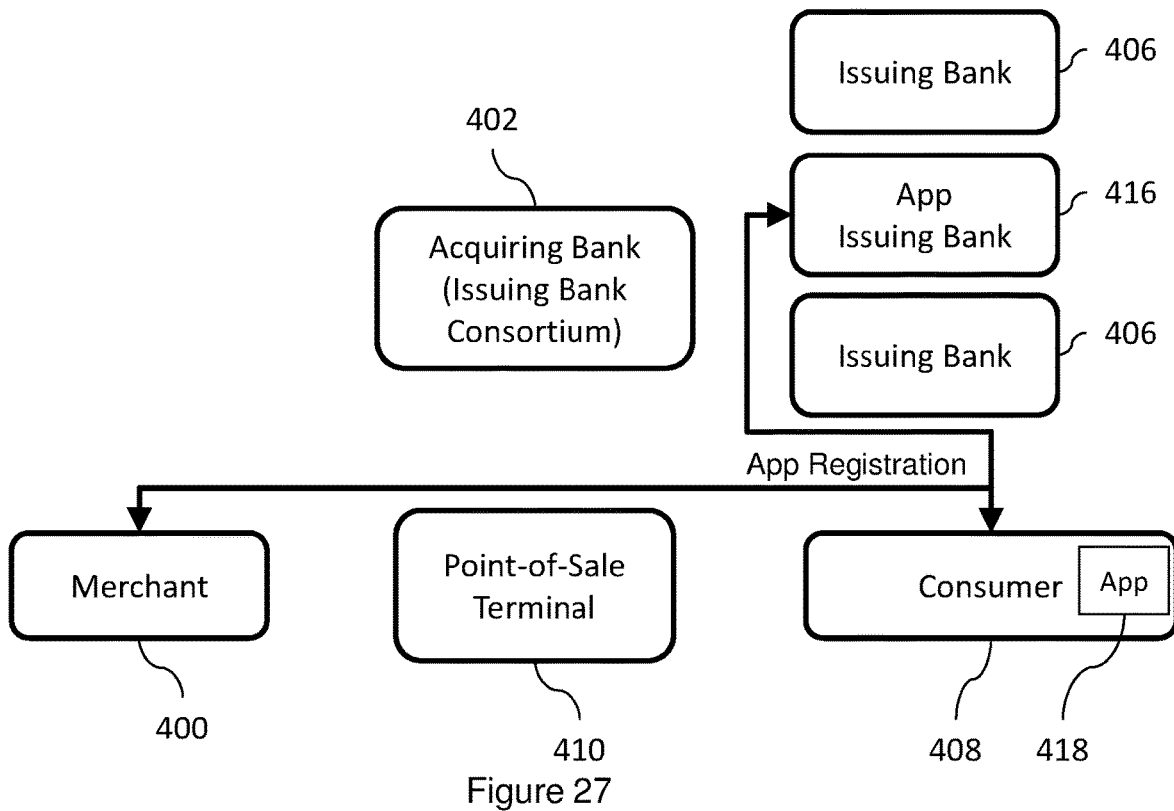 Issuing Bank
406
402
App
Issuing Bank
416
Acquiring Bank
(Issuing Bank
Consortium)
Issuing Bank
406
App Registration
Merchant
Point-of-Sale
Terminal
Consumer
App
400
410
408
418
Figure 27